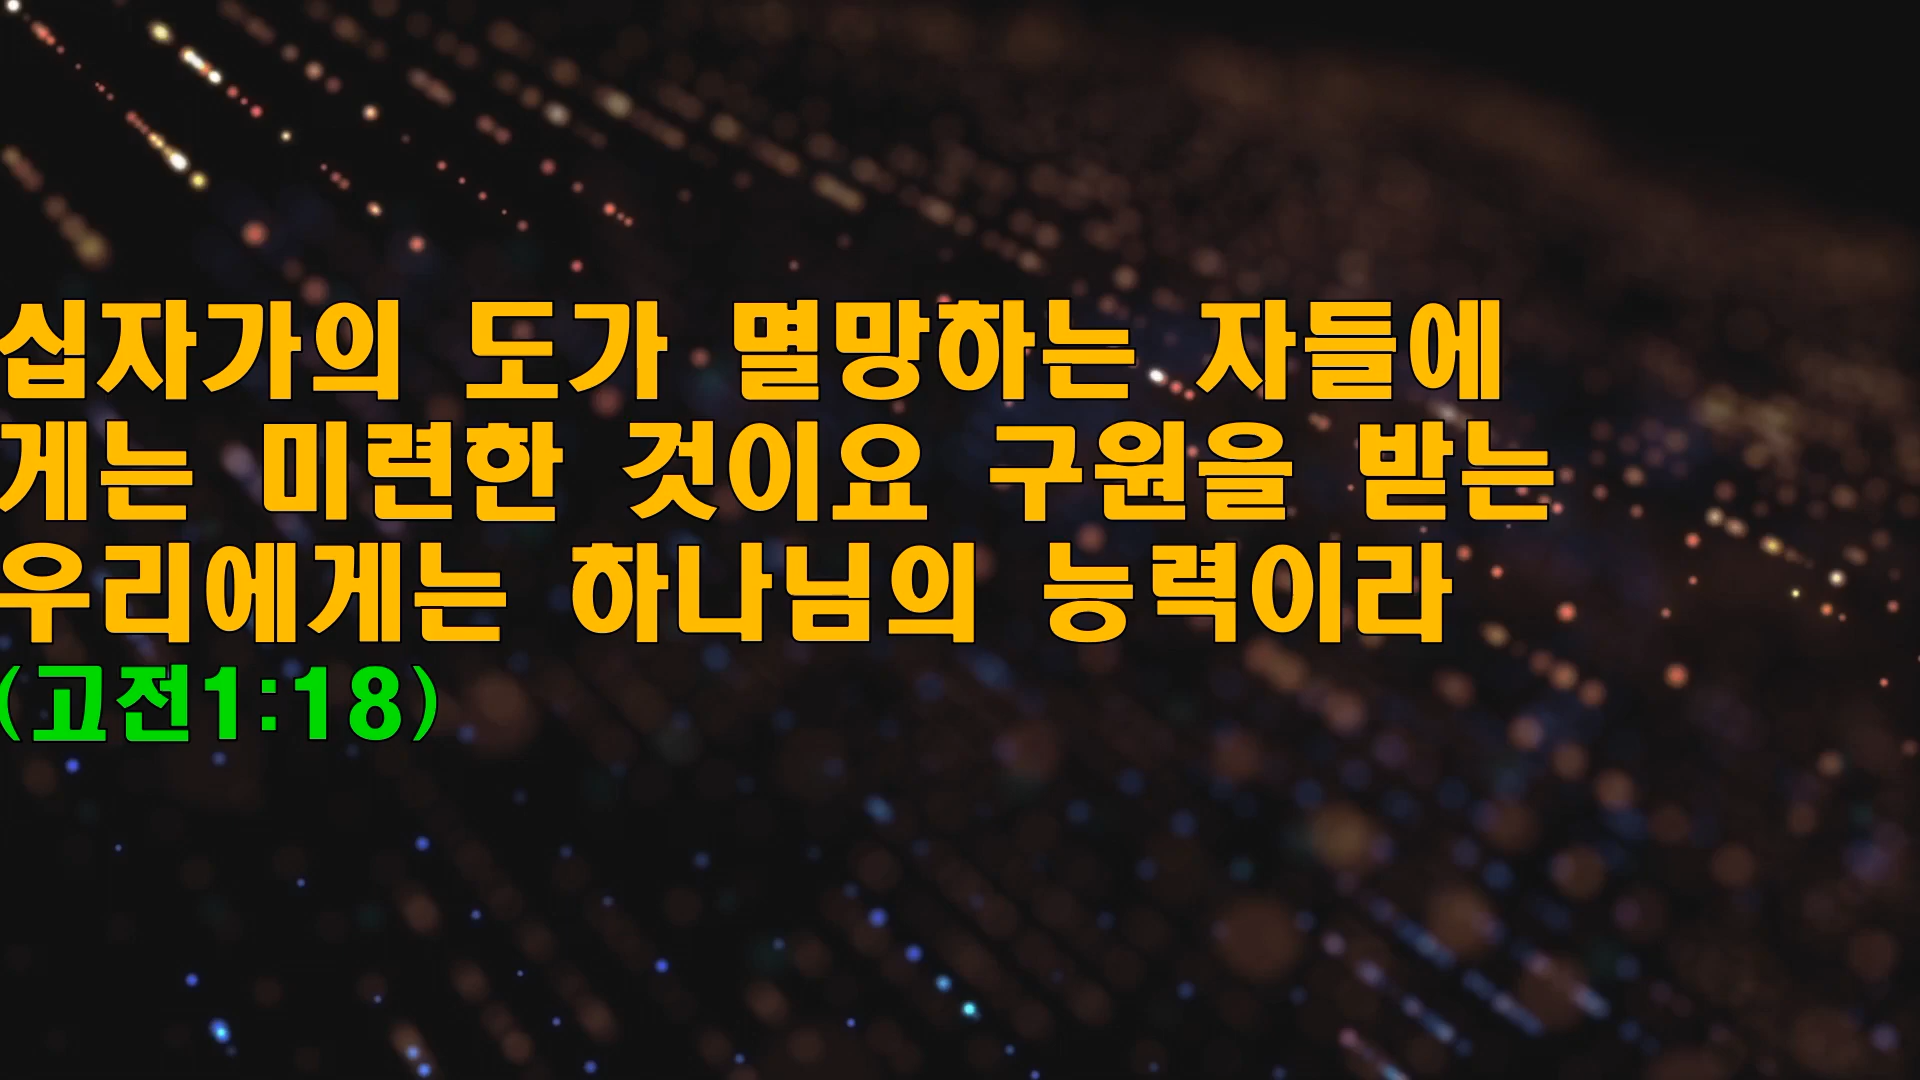 십자가의 도가 멸망하는 자들에
게는 미련한 것이요 구원을 받는
우리에게는 하나님의 능력이라
(고전1:18)